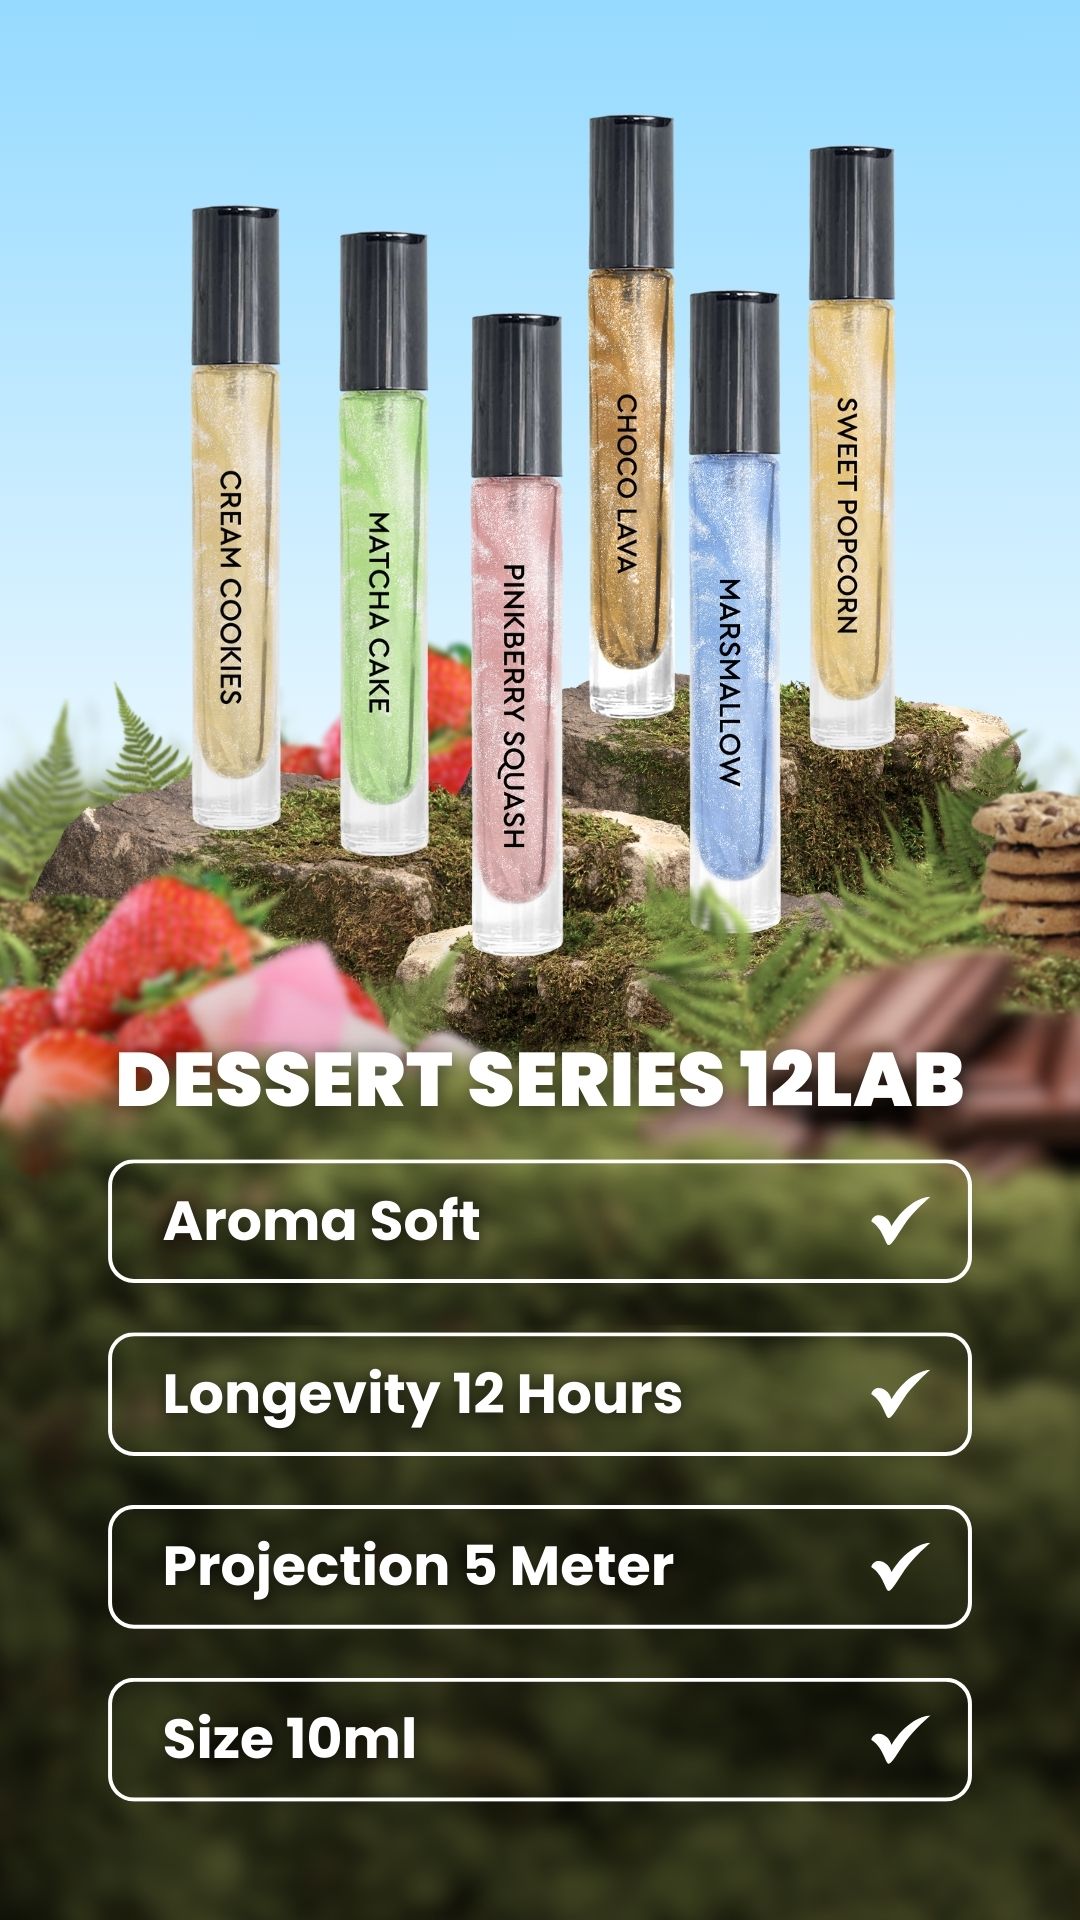 CREAM COOKIES
MATCHA CAKE
PINKBERRY SQUASH
CHOCO LAVA
MARSMALLOW
SWEET POPCORN
DESSERT SERIES 12LAB
Aroma Soft
Longevity 12 Hours
Projection 5 Meter
Size 10ml